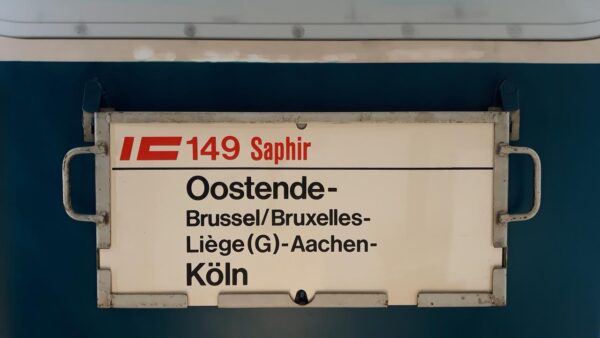 IC 149 Saphir
Oostende-
Brussel/Bruxelles-
Liège(G)-Aachen-
Köln